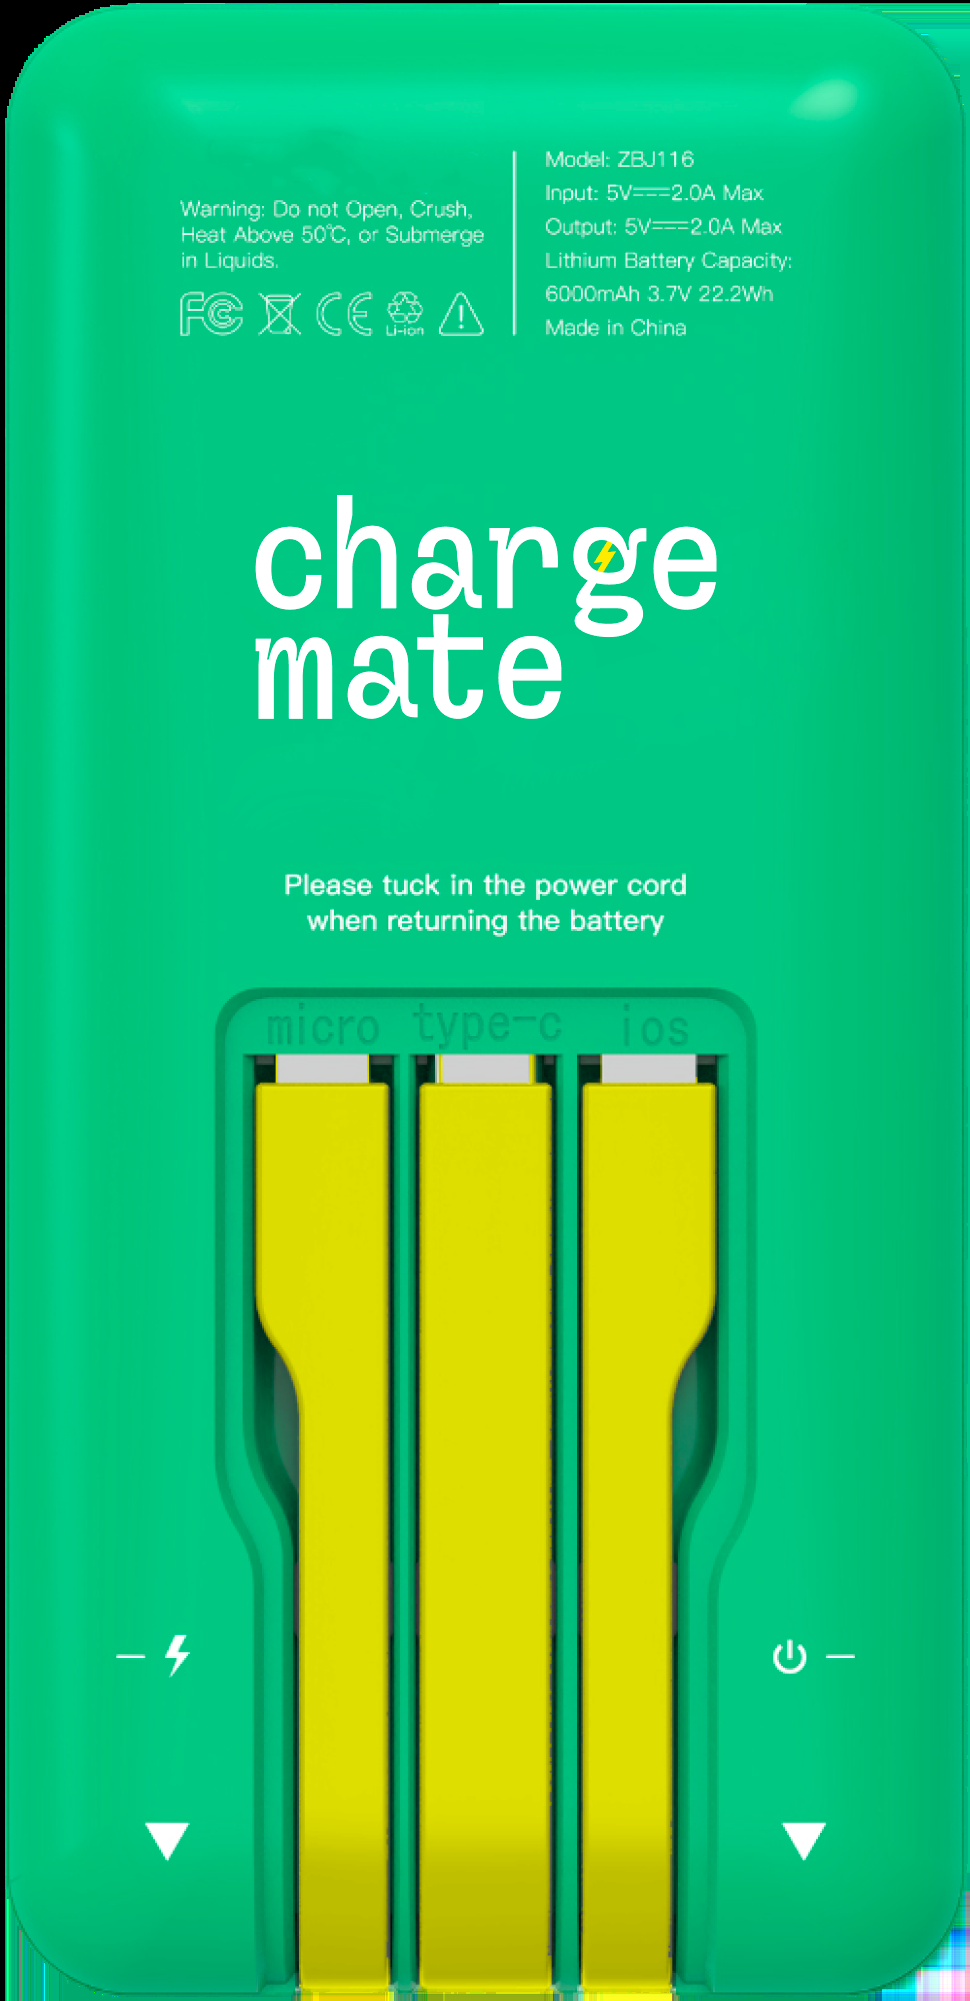 Warning: Do not Open, Crush,
Heat Above 50℃, or Submerge
in Liquids.
FC CE Li-ion
Model: ZBJ116
Input: 5V⎓2.0A Max
Output: 5V⎓2.0A Max
Lithium Battery Capacity:
6000mAh 3.7V 22.2Wh
Made in China
charge
mate
Please tuck in the power cord
when returning the battery
micro type-c ios